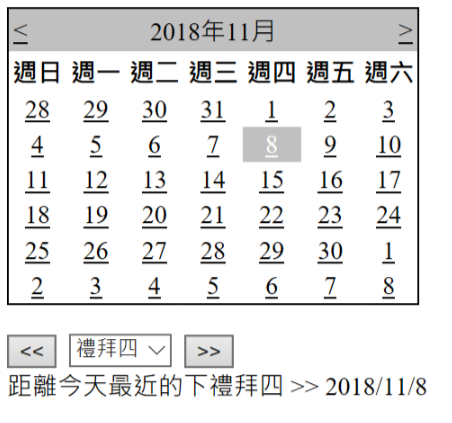 < 2018年11月 >
週日 週一 週二 週三 週四 週五 週六
28 29 30 31 1 2 3
4 5 6 7 8 9 10
11 12 13 14 15 16 17
18 19 20 21 22 23 24
25 26 27 28 29 30 1
2 3 4 5 6 7 8
<< 禮拜四 >>
距離今天最近的下禮拜四 >> 2018/11/8